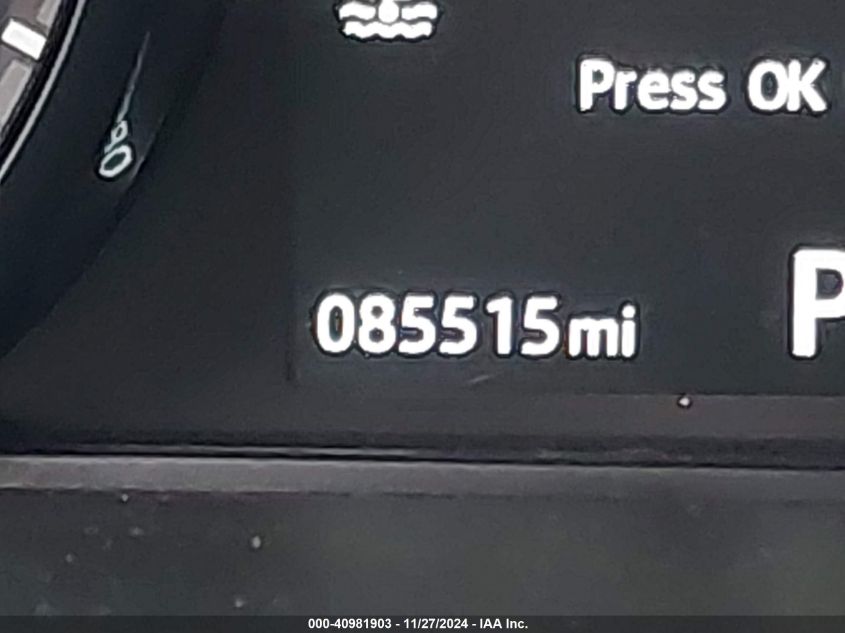 Press OK
085515mi
P
000-40981903 - 11/27/2024 - IAA Inc.